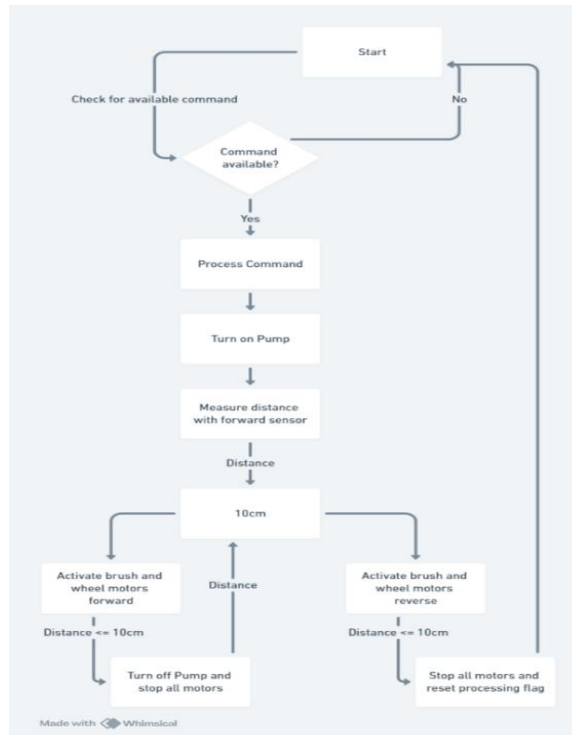 Start
Check for available command
No
Command
available?
Yes
Process Command
Turn on Pump
Measure distance
with forward sensor
Distance
10cm
Activate brush and
wheel motors
forward
Distance
Activate brush and
wheel motors
reverse
Distance <= 10cm
Distance <= 10cm
Turn off Pump and
stop all motors
Stop all motors and
reset processing flag
Made with Whimsical